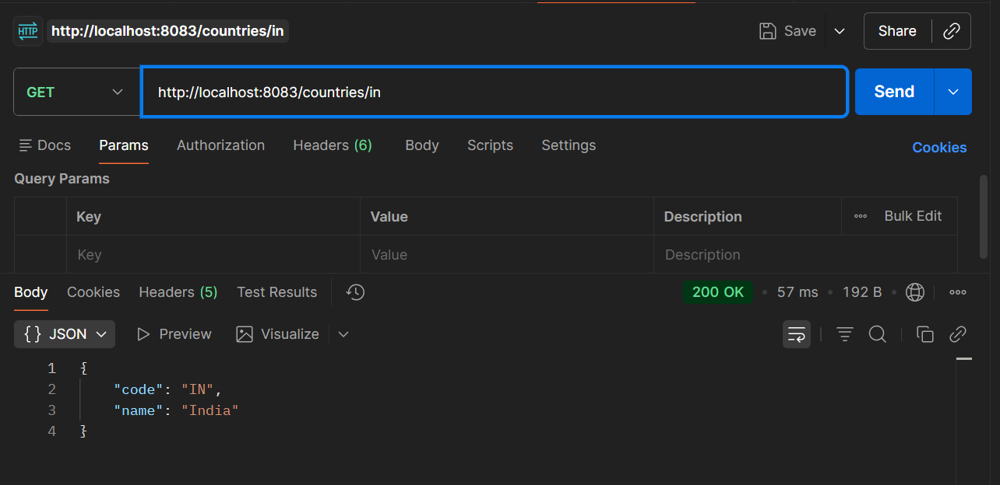 HTTP http://localhost:8083/countries/in Save Share
GET http://localhost:8083/countries/in Send
Docs Params Authorization Headers (6) Body Scripts Settings Cookies
Query Params
Key Value Description Bulk Edit
Key Value Description
Body Cookies Headers (5) Test Results 200 OK • 57 ms • 192 B •
{} JSON Preview Visualize
1 {
2 "code": "IN",
3 "name": "India"
4 }